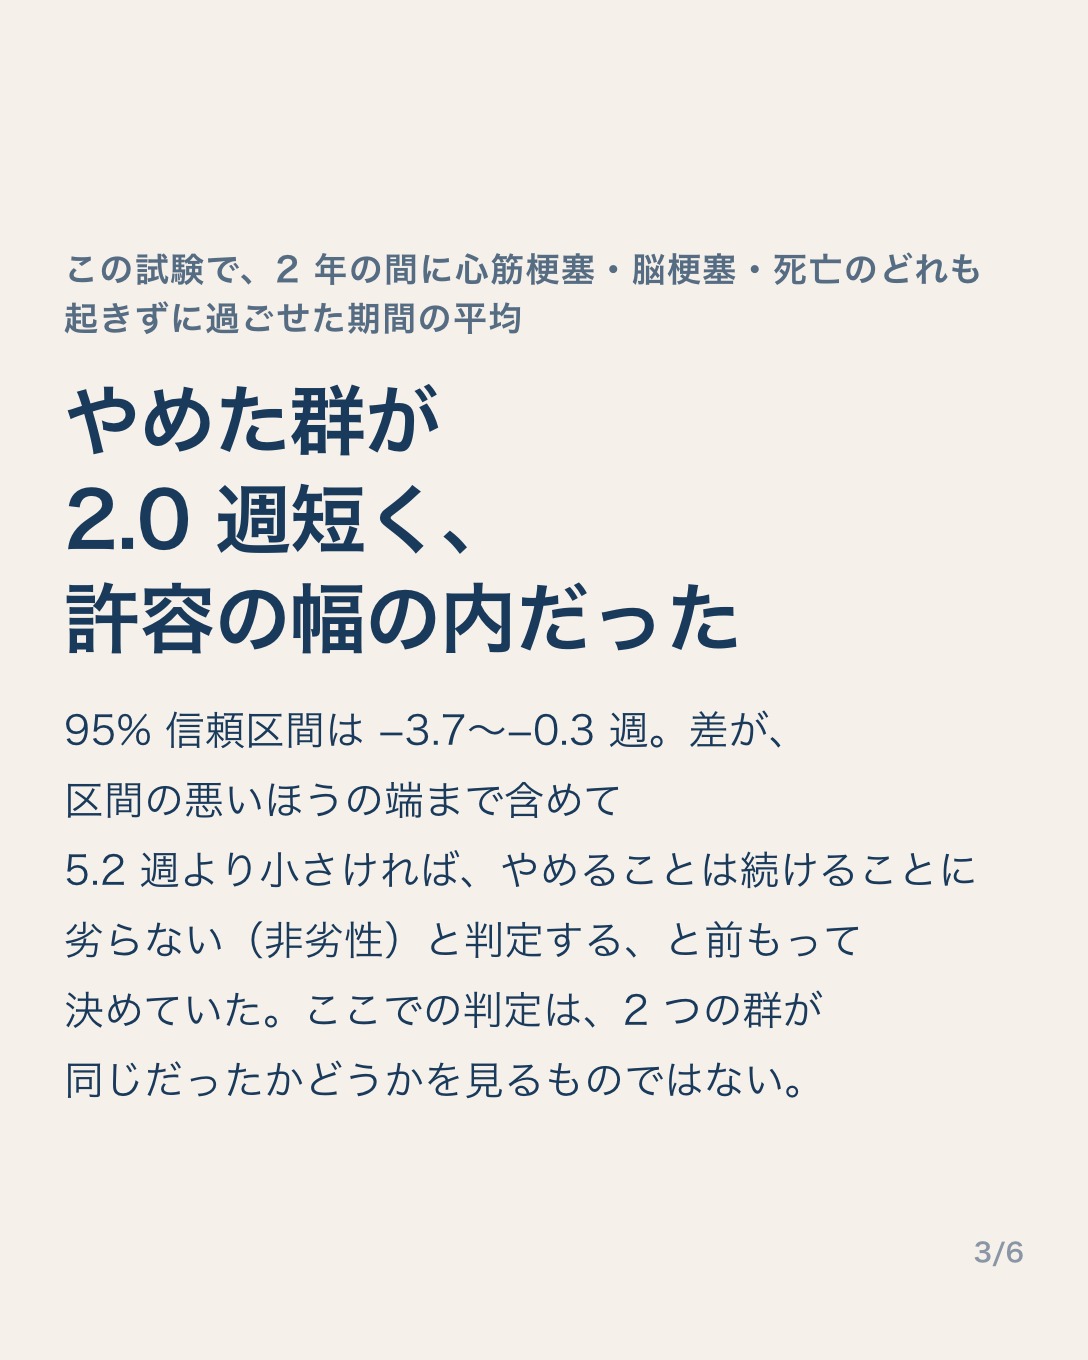 この試験で、2 年の間に心筋梗塞・脳梗塞・死亡のどれも
起きずに過ごせた期間の平均
やめた群が
2.0 週短く、
許容の幅の内だった
95% 信頼区間は −3.7〜−0.3 週。差が、
区間の悪いほうの端まで含めて
5.2 週より小さければ、やめることは続けることに
劣らない（非劣性）と判定する、と前もって
決めていた。ここでの判定は、2 つの群が
同じだったかどうかを見るものではない。
3/6